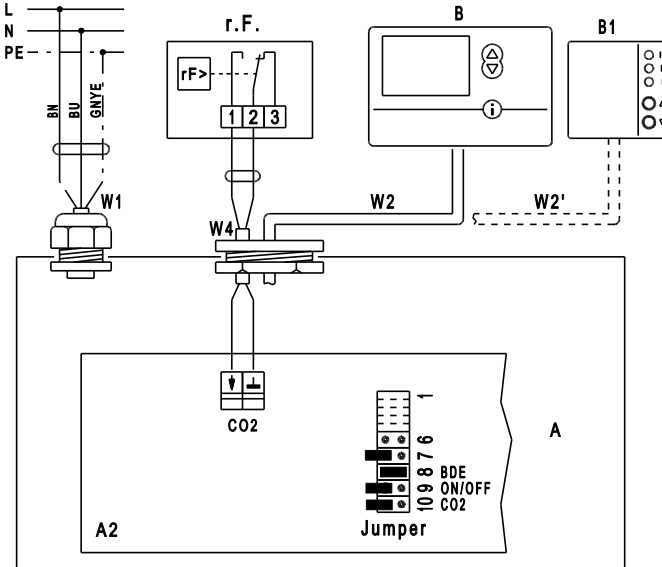 L
N
PE
BN
BU
GNYE
W1
r.F.
rF>
1 2 3
W4
B
i
W2
B1
W2'
CO2
A2
A
1
6
7
8 BDE
9 ON/OFF
10 CO2
Jumper